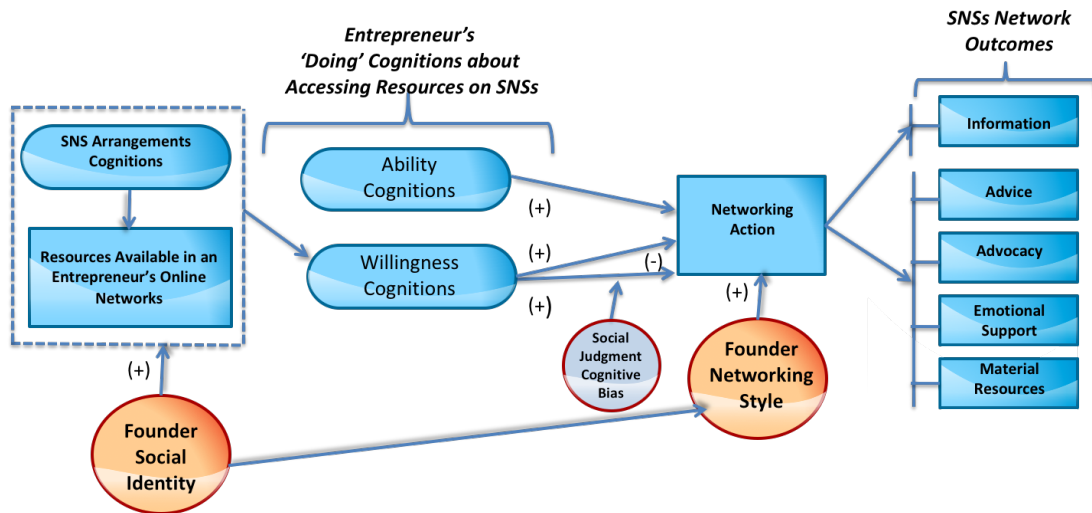 SNSs Network
Outcomes
Entrepreneur's
'Doing' Cognitions about
Accessing Resources on SNSs
SNS Arrangements
Cognitions
Resources Available in an
Entrepreneur's Online
Networks
(+)
Founder
Social
Identity
Ability
Cognitions
(+)
Willingness
Cognitions
(+)
(-)
(+)
Social
Judgment
Cognitive
Bias
Networking
Action
(+)
Founder
Networking
Style
Information
Advice
Advocacy
Emotional
Support
Material
Resources